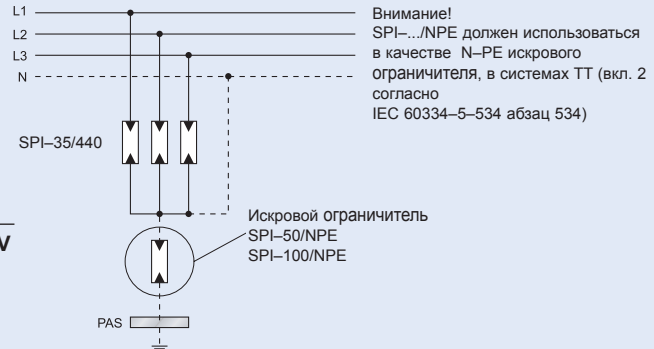 L1
L2
L3
N
Внимание!
SPI–.../NPE должен использоваться
в качестве N–PE искрового
ограничителя, в системах ТТ (вкл. 2
согласно
IEC 60334–5–534 абзац 534)
SPI–35/440
V
Искровой ограничитель
SPI–50/NPE
SPI–100/NPE
PAS